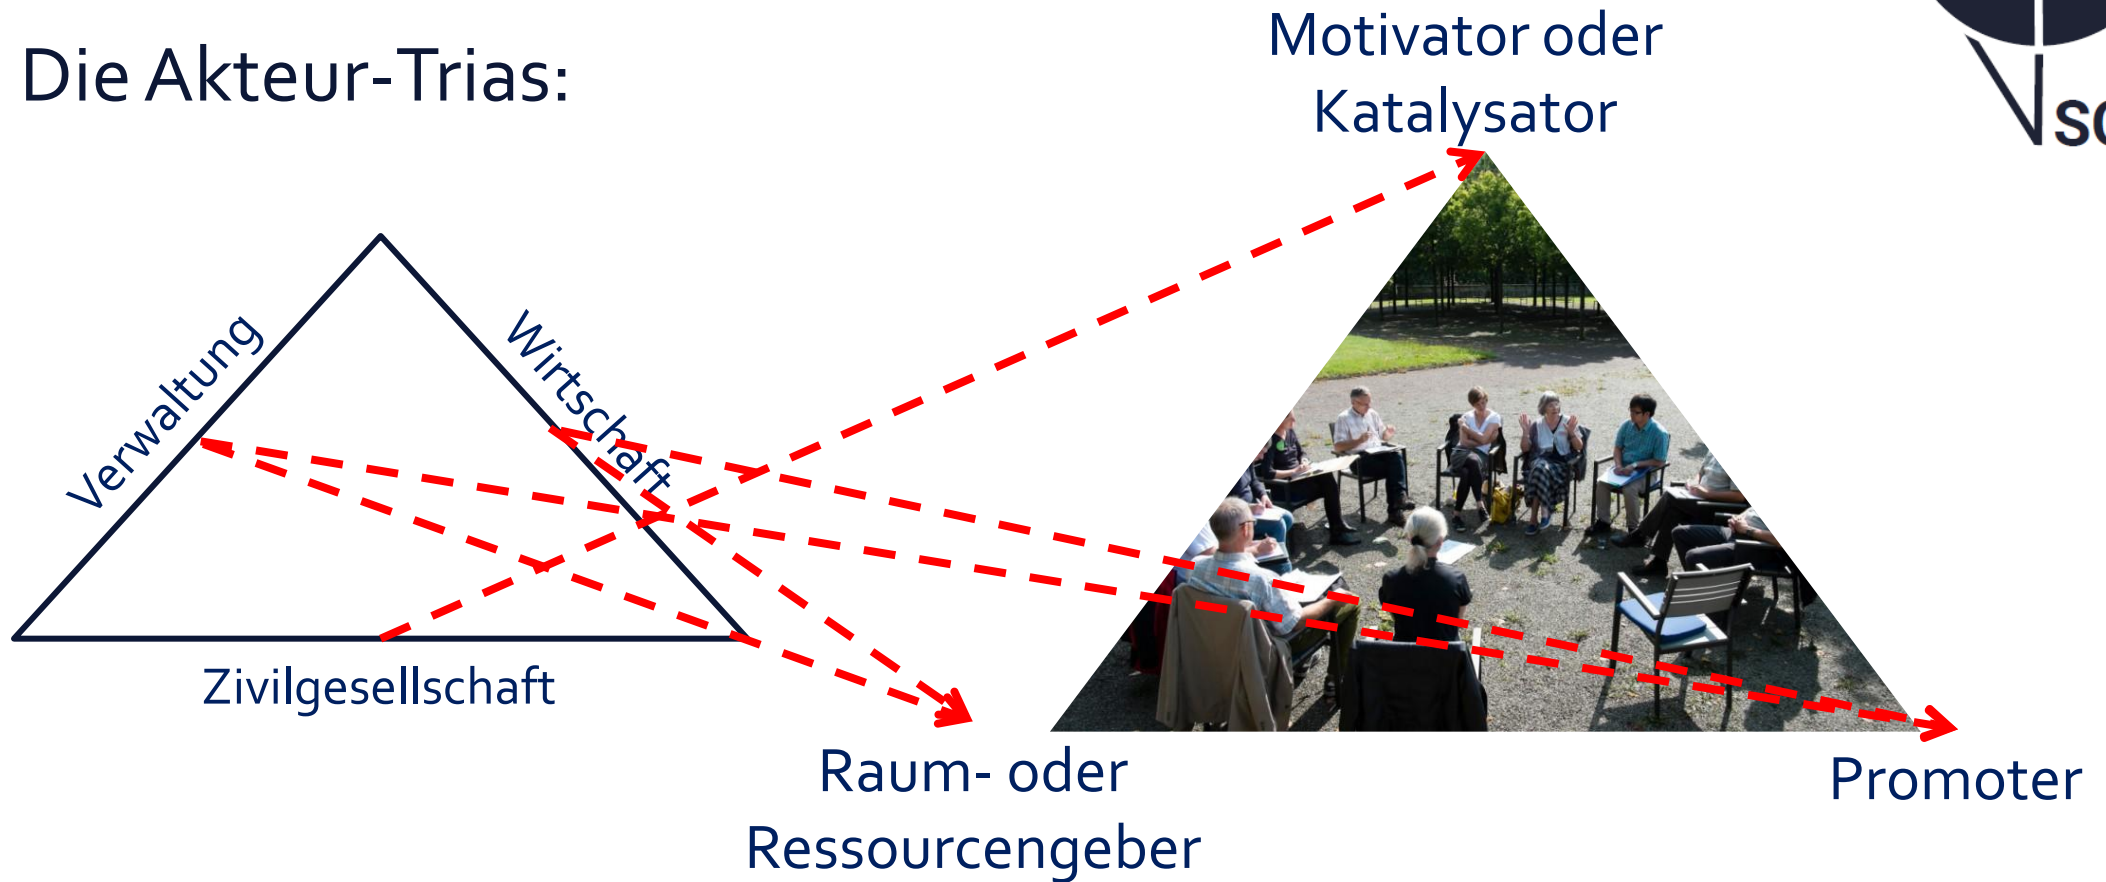 Die Akteur-Trias:
Motivator oder
Katalysator
Verwaltung
Wirtschaft
Zivilgesellschaft
Raum- oder
Ressourcengeber
Promoter